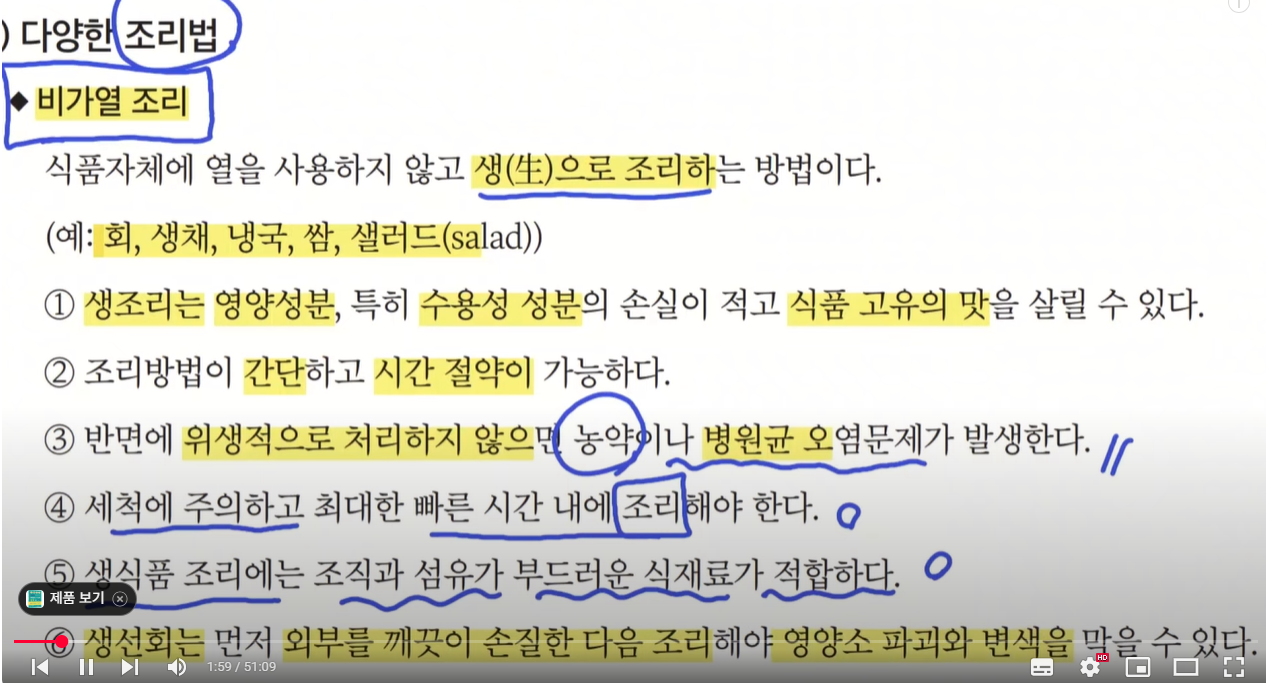 ) 다양한 조리법
◆ 비가열 조리
식품자체에 열을 사용하지 않고 생(生)으로 조리하는 방법이다.
(예: 회, 생채, 냉국, 쌈, 샐러드(salad))
① 생조리는 영양성분, 특히 수용성 성분의 손실이 적고 식품 고유의 맛을 살릴 수 있다.
② 조리방법이 간단하고 시간 절약이 가능하다.
③ 반면에 위생적으로 처리하지 않으면 농약이나 병원균 오염문제가 발생한다.
④ 세척에 주의하고 최대한 빠른 시간 내에 조리해야 한다.
⑤ 생식품 조리에는 조직과 섬유가 부드러운 식재료가 적합하다.
제품 보기
⑥ 생선회는 먼저 외부를 깨끗이 손질한 다음 조리해야 영양소 파괴와 변색을 막을 수 있다.
1:59 / 51:09 HD